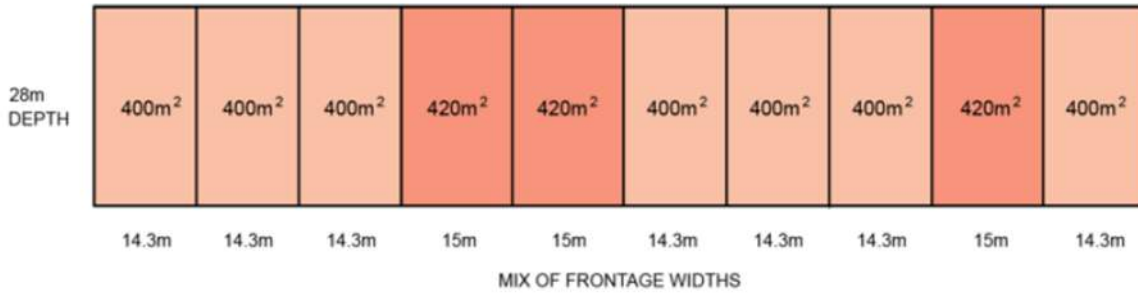 28m
DEPTH
400m² 400m² 400m² 420m² 420m² 400m² 400m² 400m² 420m² 400m²
14.3m 14.3m 14.3m 15m 15m 14.3m 14.3m 14.3m 15m 14.3m
MIX OF FRONTAGE WIDTHS